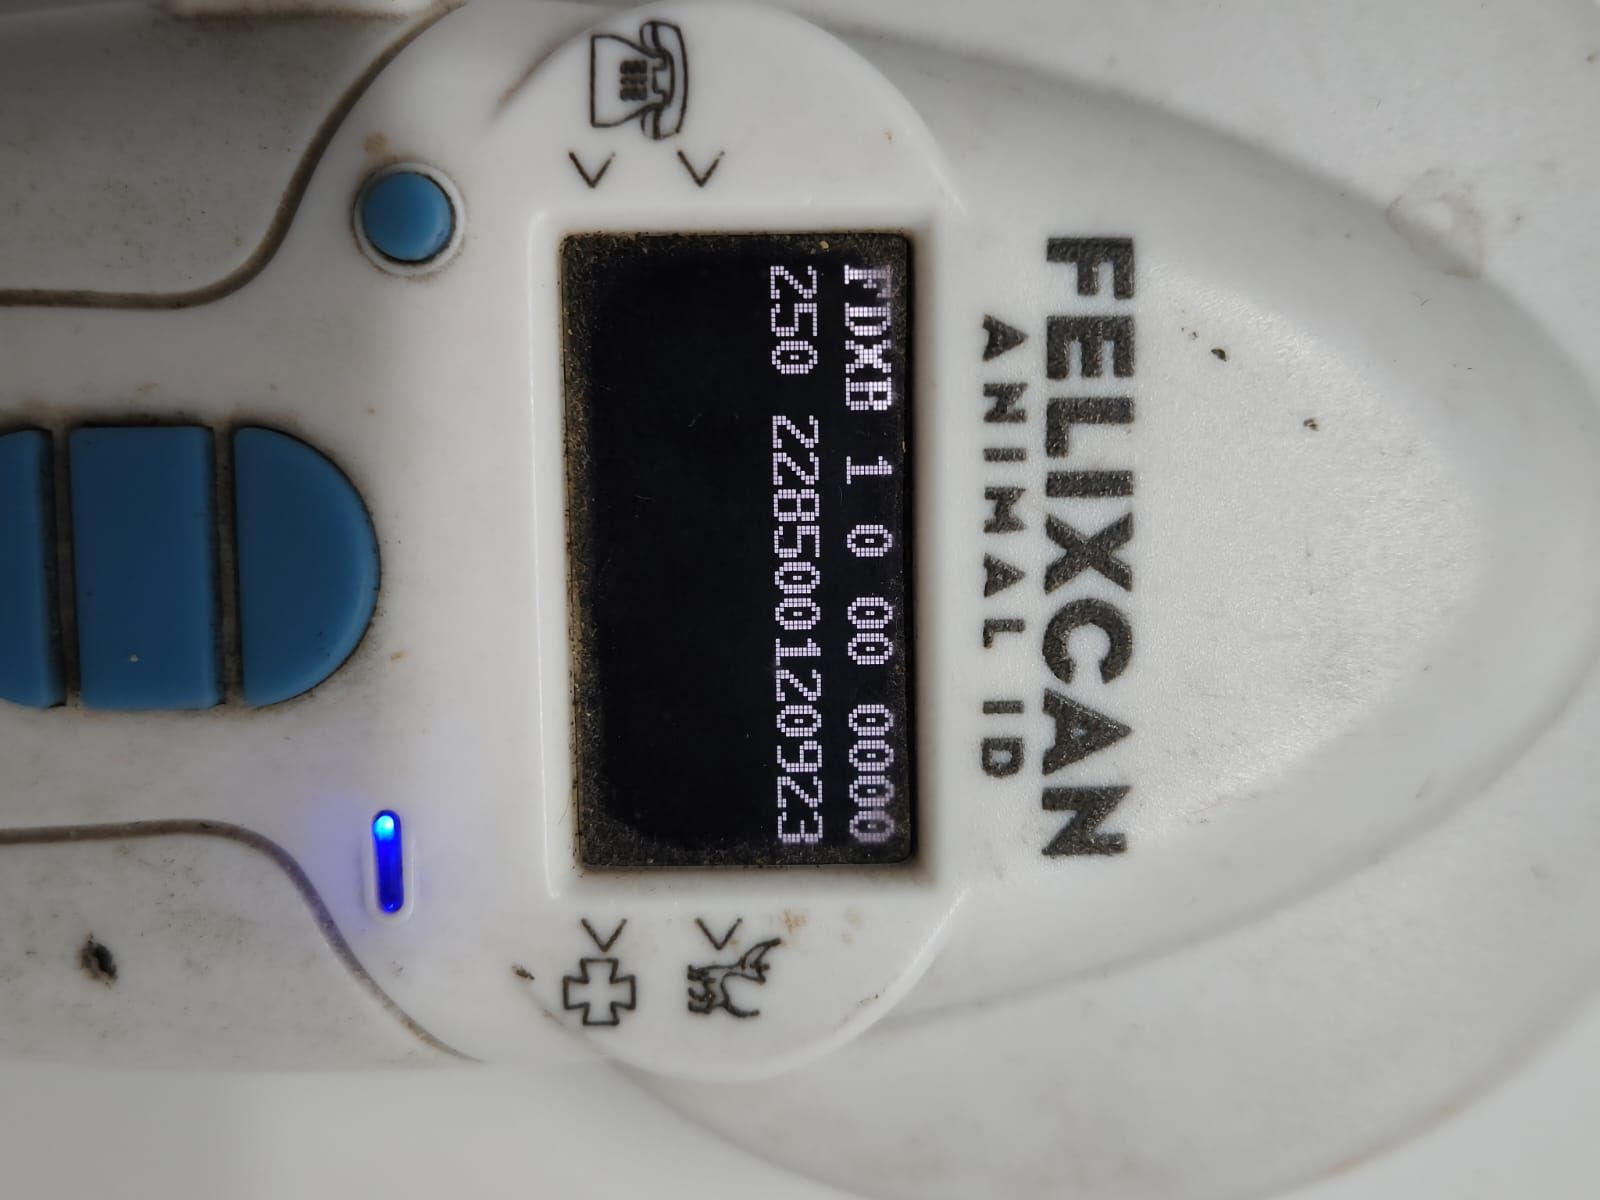 FELIXCAN
ANIMAL ID
FDXB 1 0 00 0000
250 228500120923